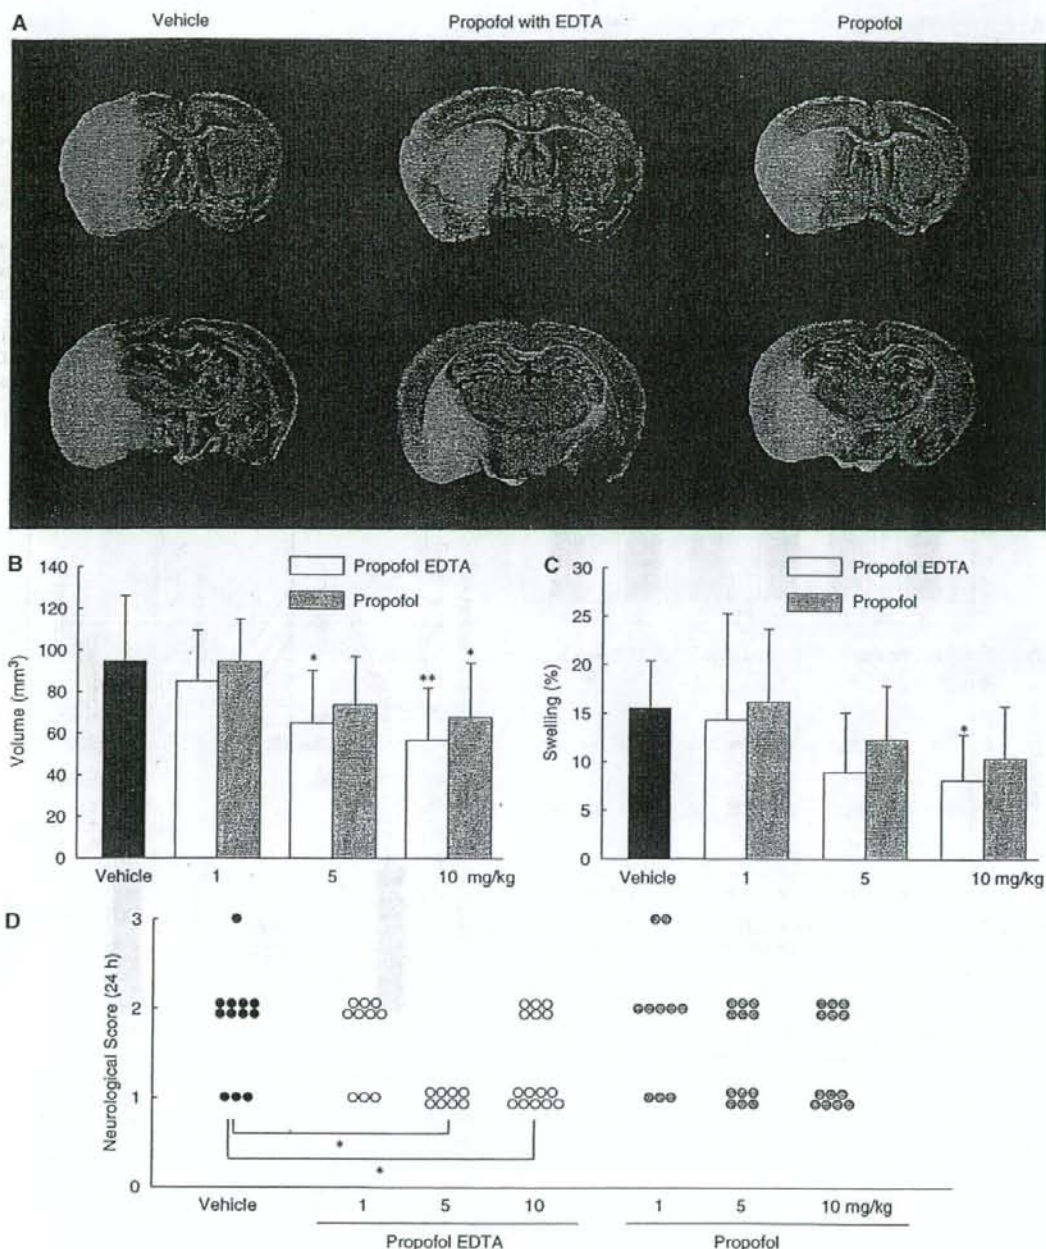 A
Vehicle Propofol with EDTA Propofol
B
140
120
100
80
60
40
20
0
Volume (mm³)
Propofol EDTA
Propofol
*
**
*
Vehicle 1 5 10 mg/kg
C
30
25
20
15
10
5
0
Swelling (%)
Propofol EDTA
Propofol
*
Vehicle 1 5 10 mg/kg
D
3
2
1
0
Neurological Score (24 h)
*
*
Vehicle 1 5 10 1 5 10 mg/kg
Propofol EDTA Propofol